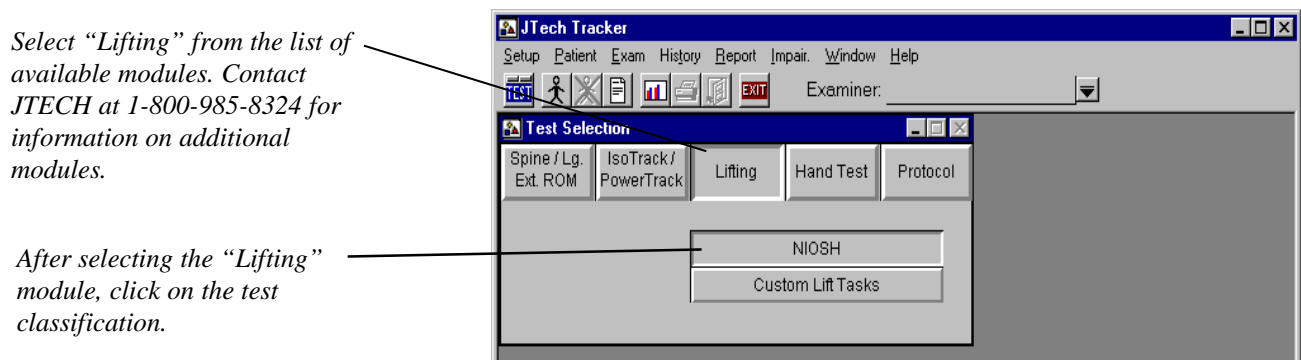 Select “Lifting” from the list of
available modules. Contact
JTECH at 1-800-985-8324 for
information on additional
modules.
After selecting the “Lifting”
module, click on the test
classification.
JTech Tracker
Setup Patient Exam History Report Impair. Window Help
TEST EXIT Examiner:
Test Selection
Spine / Lg.
Ext. ROM
IsoTrack /
PowerTrack
Lifting
Hand Test
Protocol
NIOSH
Custom Lift Tasks